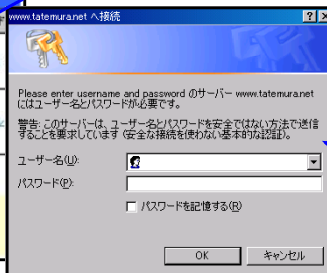 www.tatemura.net へ接続
Please enter username and password のサーバー www.tatemura.net
にはユーザー名とパスワードが必要です。
警告: このサーバーは、ユーザー名とパスワードを安全ではない方法で送信
することを要求しています (安全な接続を使わない基本的な認証)。
ユーザー名(U):
パスワード(P):
パスワードを記憶する(R)
OK キャンセル